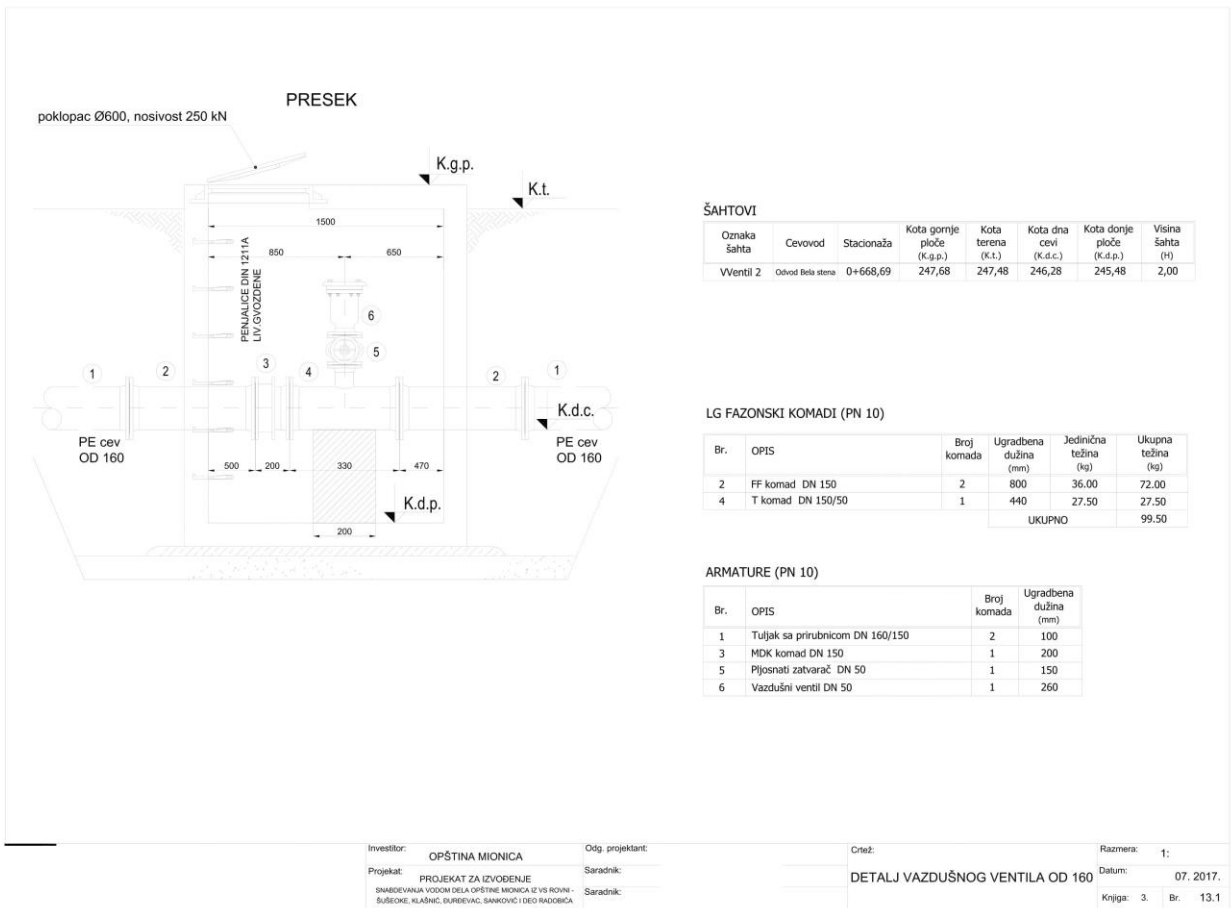 PRESEK
poklopac Ø600, nosivost 250 kN
K.g.p.
K.t.
1500
850
650
PENJALICE DIN 1211A
LIV.GVOZDENE
6
5
3
4
1
2
2
1
K.d.c.
PE cev
OD 160
PE cev
OD 160
500
200
330
470
K.d.p.
200
ŠAHTOVI
Oznaka šahta Cevovod Stacionaža Kota gornje ploče (K.g.p.) Kota terena (K.t.) Kota dna cevi (K.d.c.) Kota donje ploče (K.d.p.) Visina šahta (H)
VVentil 2 Odvod Bela stena 0+668,69 247,68 247,48 246,28 245,48 2,00
LG FAZONSKI KOMADI (PN 10)
Br. OPIS Broj komada Ugradbena dužina (mm) Jedinična težina (kg) Ukupna težina (kg)
2 FF komad DN 150 2 800 36.00 72.00
4 T komad DN 150/50 1 440 27.50 27.50
UKUPNO 99.50
ARMATURE (PN 10)
Br. OPIS Broj komada Ugradbena dužina (mm)
1 Tuljak sa prirubnicom DN 160/150 2 100
3 MDK komad DN 150 1 200
5 Pljosnati zatvarač DN 50 1 150
6 Vazdušni ventil DN 50 1 260
Investitor: OPŠTINA MIONICA
Projekat: PROJEKAT ZA IZVOĐENJE
SNABDEVANJA VODOM DELA OPŠTINE MIONICA IZ VS ROVNI -
ŠUŠEOKE, KLAŠNIĆ, ĐURĐEVAC, SANKOVIĆ I DEO RADOBIĆA
Odg. projektant:
Saradnik:
Saradnik:
Crtež:
DETALJ VAZDUŠNOG VENTILA OD 160
Razmera: 1:
Datum: 07. 2017.
Knjiga: 3. Br. 13.1